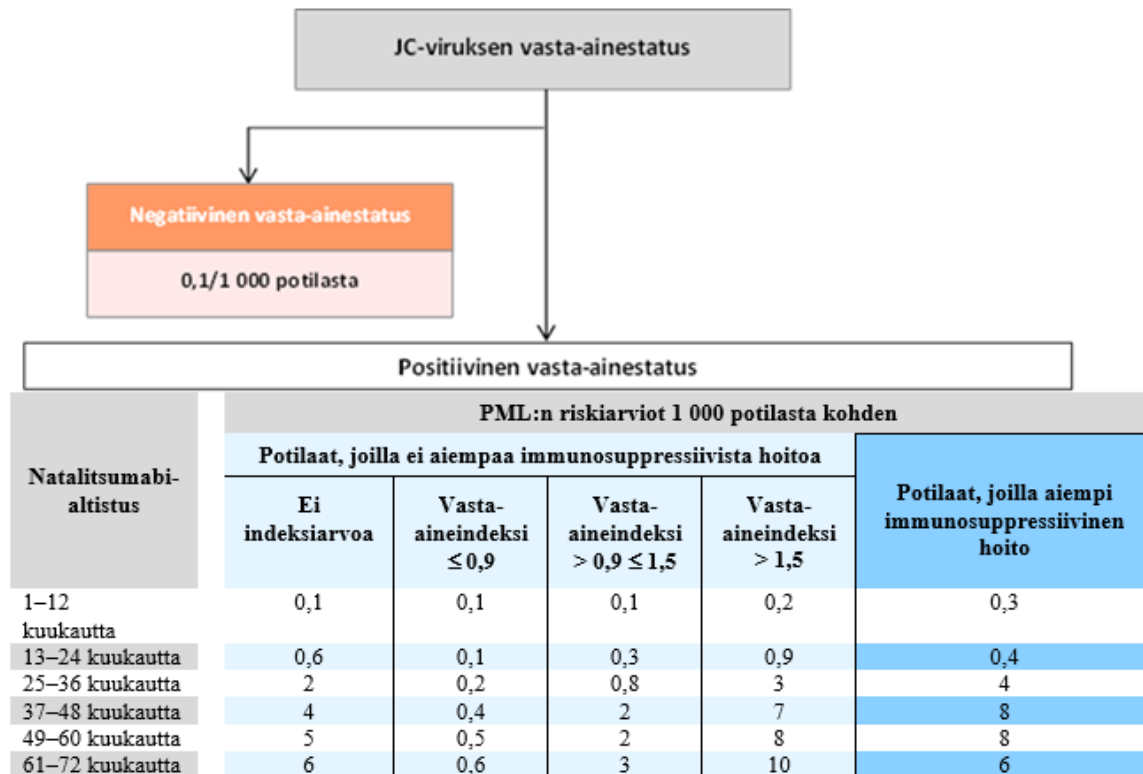 JC-viruksen vasta-ainestatus
Negatiivinen vasta-ainestatus
0,1/1 000 potilasta
Positiivinen vasta-ainestatus
Natalitsumabi-
altistus
PML:n riskiarviot 1 000 potilasta kohden
Potilaat, joilla ei aiempaa immunosuppressiivista hoitoa
Potilaat, joilla aiempi
immunosuppressiivinen
hoito
Ei
indeksiarvoa
Vasta-
aineindeksi
≤ 0,9
Vasta-
aineindeksi
> 0,9 ≤ 1,5
Vasta-
aineindeksi
> 1,5
1–12
kuukautta
0,1 0,1 0,1 0,2 0,3
13–24 kuukautta 0,6 0,1 0,3 0,9 0,4
25–36 kuukautta 2 0,2 0,8 3 4
37–48 kuukautta 4 0,4 2 7 8
49–60 kuukautta 5 0,5 2 8 8
61–72 kuukautta 6 0,6 3 10 6